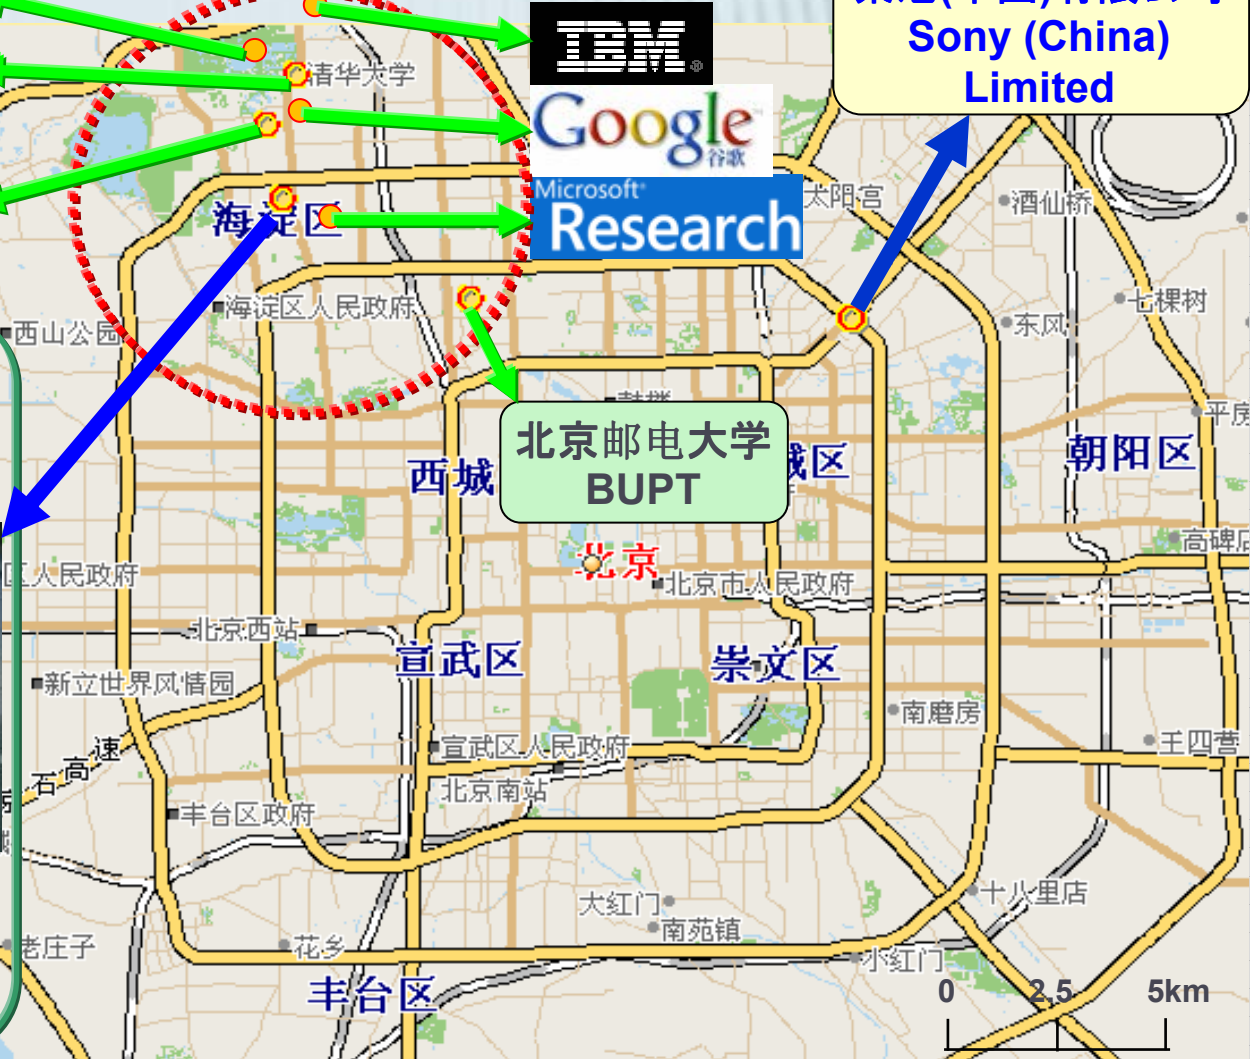 IBM®
Google
谷歌
Microsoft®
Research
Sony (China)
Limited
清华大学
太阳宫
酒仙桥
海淀区
海淀区人民政府
七棵树
东风
西山公园
鼓楼
平房
北京邮电大学
BUPT
西城
城区
朝阳区
高碑店
北京
区人民政府
北京市人民政府
北京西站
宣武区
崇文区
新立世界风情园
南磨房
宣武区人民政府
王四营
石高速
北京南站
丰台区政府
大红门
十八里店
南苑镇
老庄子
花乡
小红门
丰台区
0 2.5 5km